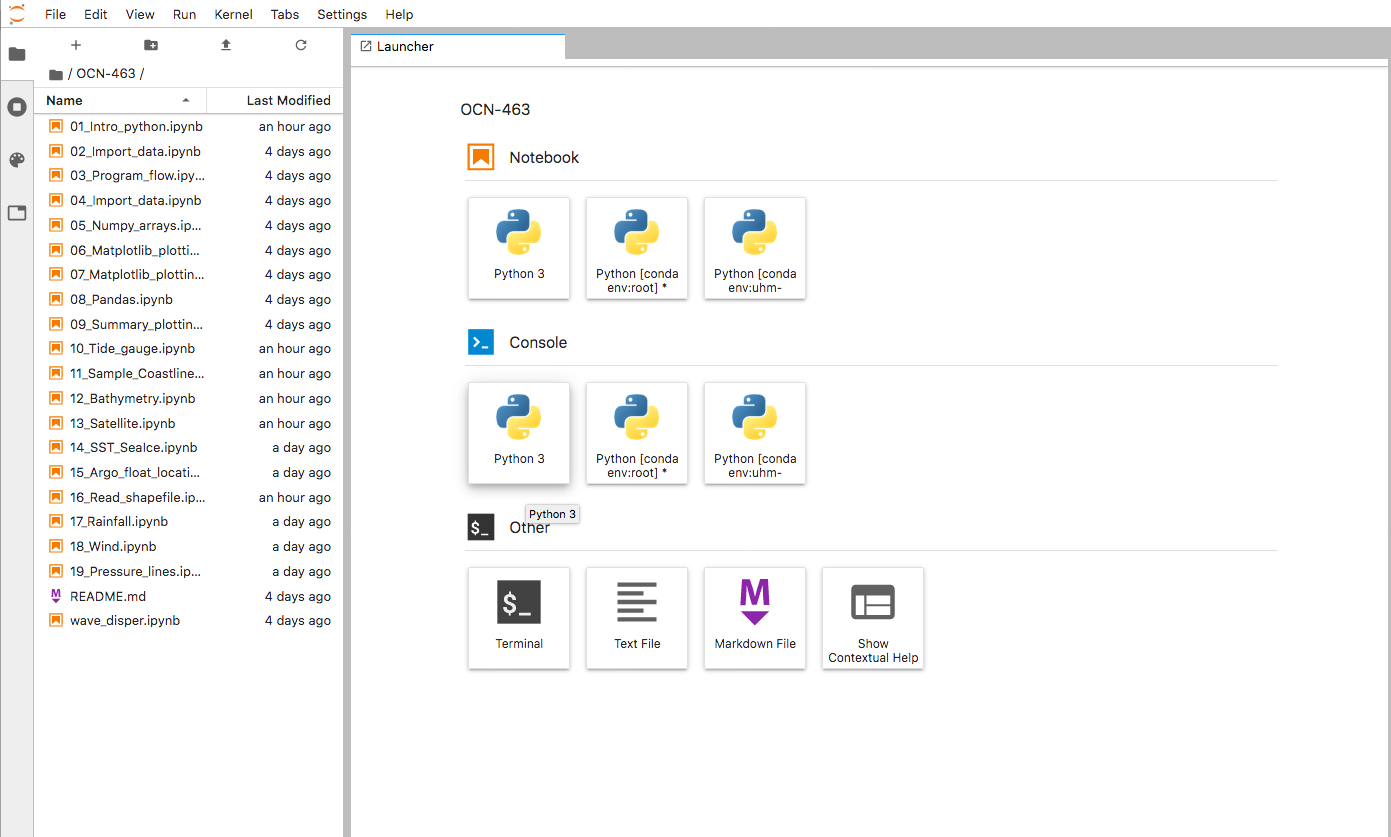 File Edit View Run Kernel Tabs Settings Help
/ OCN-463 /
Name Last Modified
01_Intro_python.ipynb an hour ago
02_Import_data.ipynb 4 days ago
03_Program_flow.ipy... 4 days ago
04_Import_data.ipynb 4 days ago
05_Numpy_arrays.ip... 4 days ago
06_Matplotlib_plotti... 4 days ago
07_Matplotlib_plottin... 4 days ago
08_Pandas.ipynb 4 days ago
09_Summary_plottin... 4 days ago
10_Tide_gauge.ipynb an hour ago
11_Sample_Coastline... an hour ago
12_Bathymetry.ipynb an hour ago
13_Satellite.ipynb an hour ago
14_SST_SeaIce.ipynb a day ago
15_Argo_float_locati... a day ago
16_Read_shapefile.ip... an hour ago
17_Rainfall.ipynb a day ago
18_Wind.ipynb a day ago
19_Pressure_lines.ip... a day ago
M README.md 4 days ago
wave_disper.ipynb 4 days ago
Launcher
OCN-463
Notebook
Python 3
Python [conda
env:root] *
Python [conda
env:uhm-
>_ Console
Python 3
Python [conda
env:root] *
Python [conda
env:uhm-
Python 3
$_ Other
$_
Terminal
Text File
M
Markdown File
Show
Contextual Help